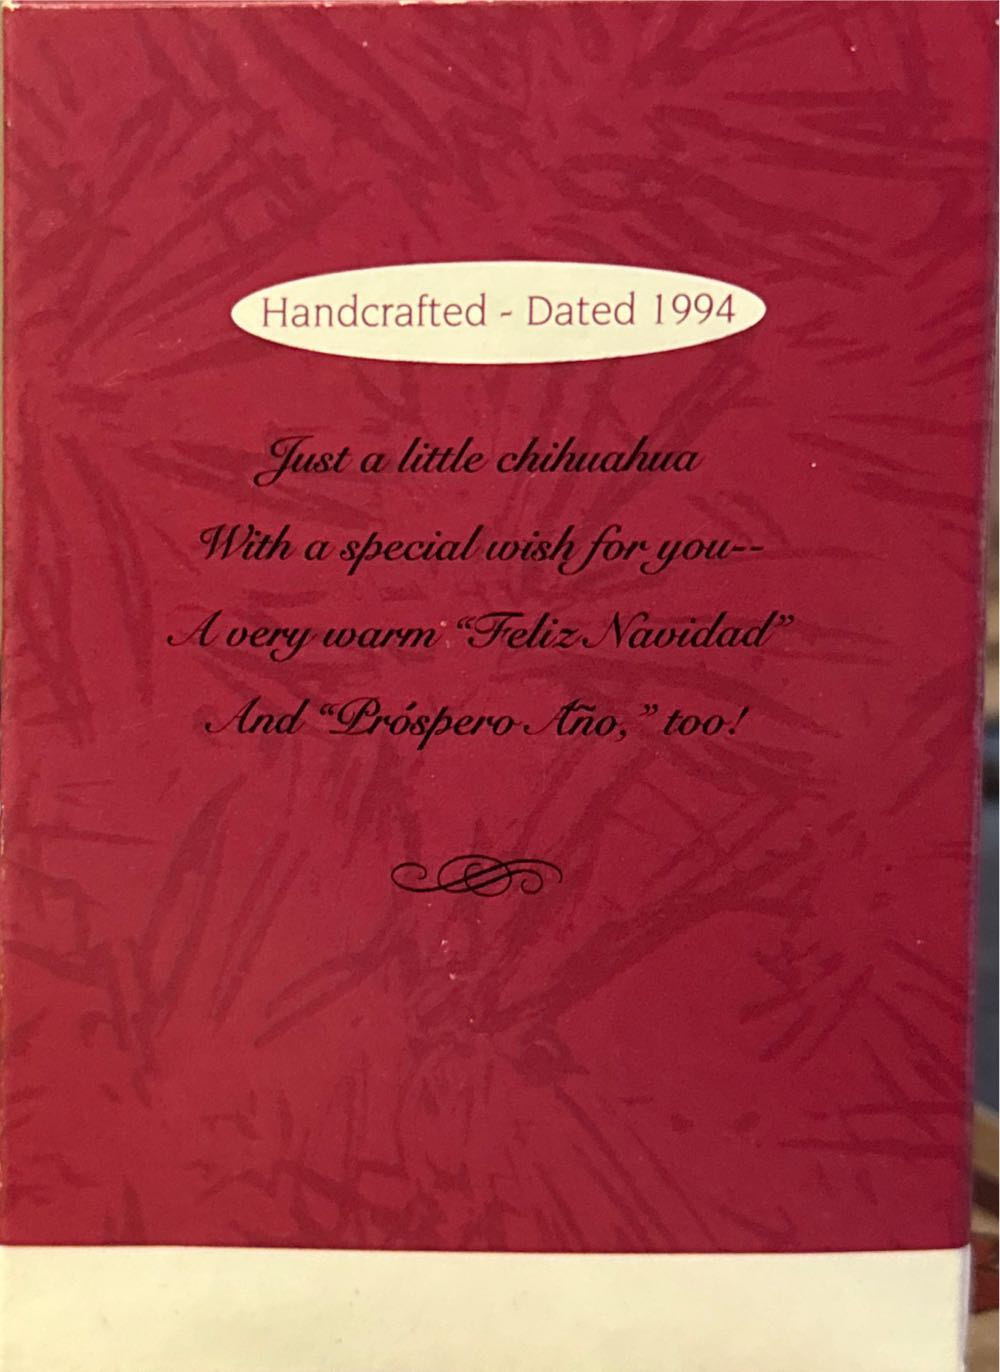 Handcrafted - Dated 1994
Just a little chihuahua
With a special wish for you--
A very warm “Feliz Navidad”
And “Próspero Año,” too!